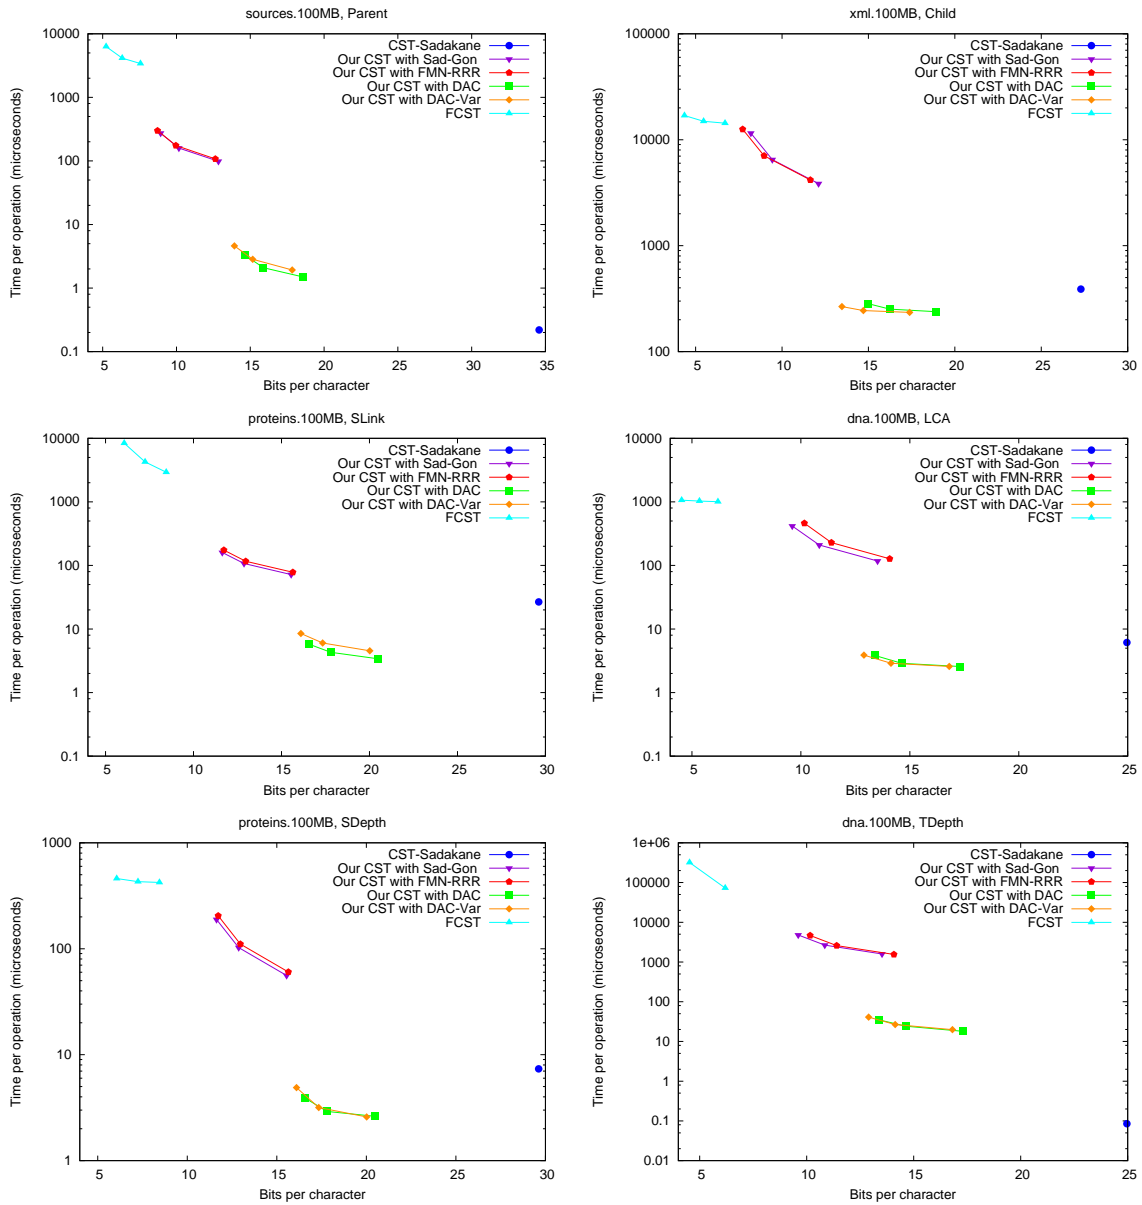 sources.100MB, Parent
Time per operation (microseconds)
10000
1000
100
10
1
0.1
5 10 15 20 25 30 35
Bits per character
CST-Sadakane
Our CST with Sad-Gon
Our CST with FMN-RRR
Our CST with DAC
Our CST with DAC-Var
FCST
xml.100MB, Child
Time per operation (microseconds)
100000
10000
1000
100
5 10 15 20 25 30
Bits per character
CST-Sadakane
Our CST with Sad-Gon
Our CST with FMN-RRR
Our CST with DAC
Our CST with DAC-Var
FCST
proteins.100MB, SLink
Time per operation (microseconds)
10000
1000
100
10
1
0.1
5 10 15 20 25 30
Bits per character
CST-Sadakane
Our CST with Sad-Gon
Our CST with FMN-RRR
Our CST with DAC
Our CST with DAC-Var
FCST
dna.100MB, LCA
Time per operation (microseconds)
10000
1000
100
10
1
0.1
5 10 15 20 25
Bits per character
CST-Sadakane
Our CST with Sad-Gon
Our CST with FMN-RRR
Our CST with DAC
Our CST with DAC-Var
FCST
proteins.100MB, SDepth
Time per operation (microseconds)
1000
100
10
1
5 10 15 20 25 30
Bits per character
CST-Sadakane
Our CST with Sad-Gon
Our CST with FMN-RRR
Our CST with DAC
Our CST with DAC-Var
FCST
dna.100MB, TDepth
Time per operation (microseconds)
1e+06
100000
10000
1000
100
10
1
0.1
0.01
5 10 15 20 25
Bits per character
CST-Sadakane
Our CST with Sad-Gon
Our CST with FMN-RRR
Our CST with DAC
Our CST with DAC-Var
FCST